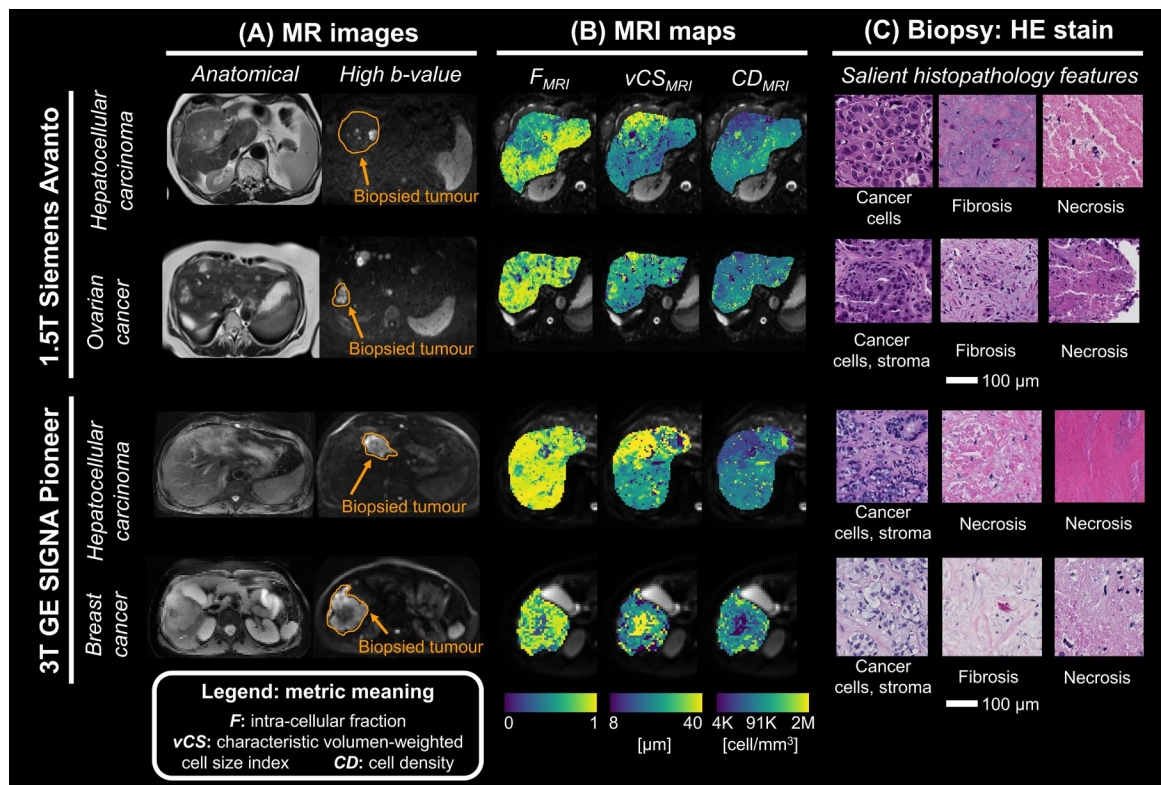 (A) MR images
(B) MRI maps
(C) Biopsy: HE stain
Anatomical
High b-value
F_MRI
vCS_MRI
CD_MRI
Salient histopathology features
1.5T Siemens Avanto
Hepatocellular
carcinoma
Biopsied tumour
Cancer
cells
Fibrosis
Necrosis
Ovarian
cancer
Biopsied tumour
Cancer
cells, stroma
Fibrosis
Necrosis
100 µm
3T GE SIGNA Pioneer
Hepatocellular
carcinoma
Biopsied tumour
Cancer
cells, stroma
Necrosis
Necrosis
Breast
cancer
Biopsied tumour
Cancer
cells, stroma
Fibrosis
Necrosis
100 µm
Legend: metric meaning
F: intra-cellular fraction
vCS: characteristic volumen-weighted
cell size index CD: cell density
0 1
8 40
[µm]
4K 91K 2M
[cell/mm³]